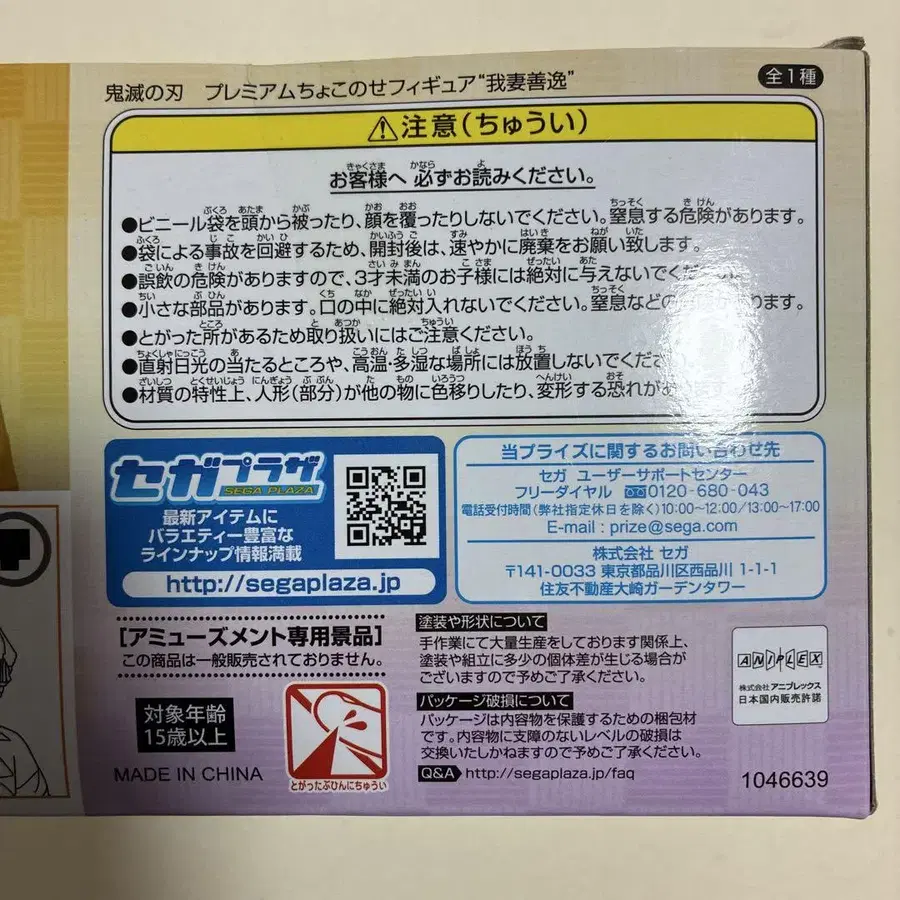 鬼滅の刃 プレミアムちょこのせフィギュア“我妻善逸” 全1種
⚠注意(ちゅうい)
お客様へ 必ずお読みください。
●ビニール袋を頭から被ったり、顔を覆ったりしないでください。窒息する危険があります。
●袋による事故を回避するため、開封後は、速やかに廃棄をお願い致します。
●誤飲の危険がありますので、3才未満のお子様には絶対に与えないでください。
●小さな部品があります。口の中に絶対入れないでください。窒息などの危険があります。
●とがった所があるため取り扱いにはご注意ください。
●直射日光の当たるところや、高温・多湿な場所には放置しないでくださ
●材質の特性上、人形(部分)が他の物に色移りしたり、変形する恐れがあ
セガプラザ
SEGA PLAZA
最新アイテムに
バラエティー豊富な
ラインナップ情報満載
http://segaplaza.jp
当プライズに関するお問い合わせ先
セガ ユーザーサポートセンター
フリーダイヤル 0120-680-043
電話受付時間(弊社指定休日を除く)10:00~12:00/13:00~17:00
E-mail : prize@sega.com
株式会社 セガ
〒141-0033 東京都品川区西品川 1-1-1
住友不動産大崎ガーデンタワー
[アミューズメント専用景品]
この商品は一般販売されておりません。
対象年齢
15歳以上
MADE IN CHINA
とがったぶひんにちゅうい
塗装や形状について
手作業にて大量生産をしております関係上、
塗装や組立に多少の個体差が生じる場合が
ございますので予めご了承ください。
パッケージ破損について
パッケージは内容物を保護するための梱包材
です。内容物に支障のないレベルの破損は
交換いたしかねますので予めご了承ください。
Q&A http://segaplaza.jp/faq
ANIPLEX
株式会社 アニプレックス
日本国内販売許諾
1046639